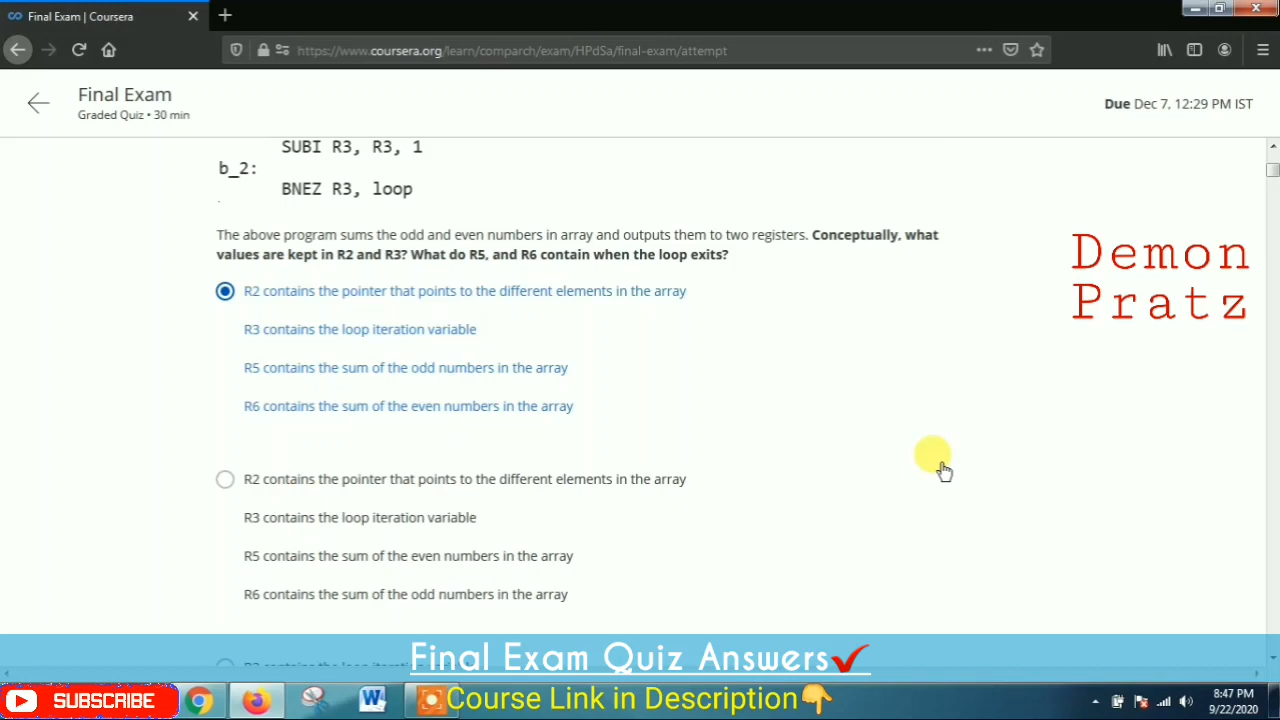 Final Exam | Coursera
https://www.coursera.org/learn/comparch/exam/HPdSa/final-exam/attempt
Final Exam
Graded Quiz • 30 min
Due Dec 7, 12:29 PM IST
SUBI R3, R3, 1
b_2:
BNEZ R3, loop
The above program sums the odd and even numbers in array and outputs them to two registers. Conceptually, what
values are kept in R2 and R3? What do R5, and R6 contain when the loop exits?
Demon
Pratz
R2 contains the pointer that points to the different elements in the array
R3 contains the loop iteration variable
R5 contains the sum of the odd numbers in the array
R6 contains the sum of the even numbers in the array
R2 contains the pointer that points to the different elements in the array
R3 contains the loop iteration variable
R5 contains the sum of the even numbers in the array
R6 contains the sum of the odd numbers in the array
Final Exam Quiz Answers
SUBSCRIBE
Course Link in Description
8:47 PM
9/22/2020